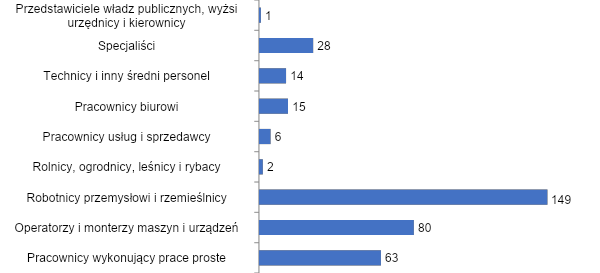 Przedstawiciele władz publicznych, wyżsi
urzędnicy i kierownicy
1
Specjaliści
28
Technicy i inny średni personel
14
Pracownicy biurowi
15
Pracownicy usług i sprzedawcy
6
Rolnicy, ogrodnicy, leśnicy i rybacy
2
Robotnicy przemysłowi i rzemieślnicy
149
Operatorzy i monterzy maszyn i urządzeń
80
Pracownicy wykonujący prace proste
63